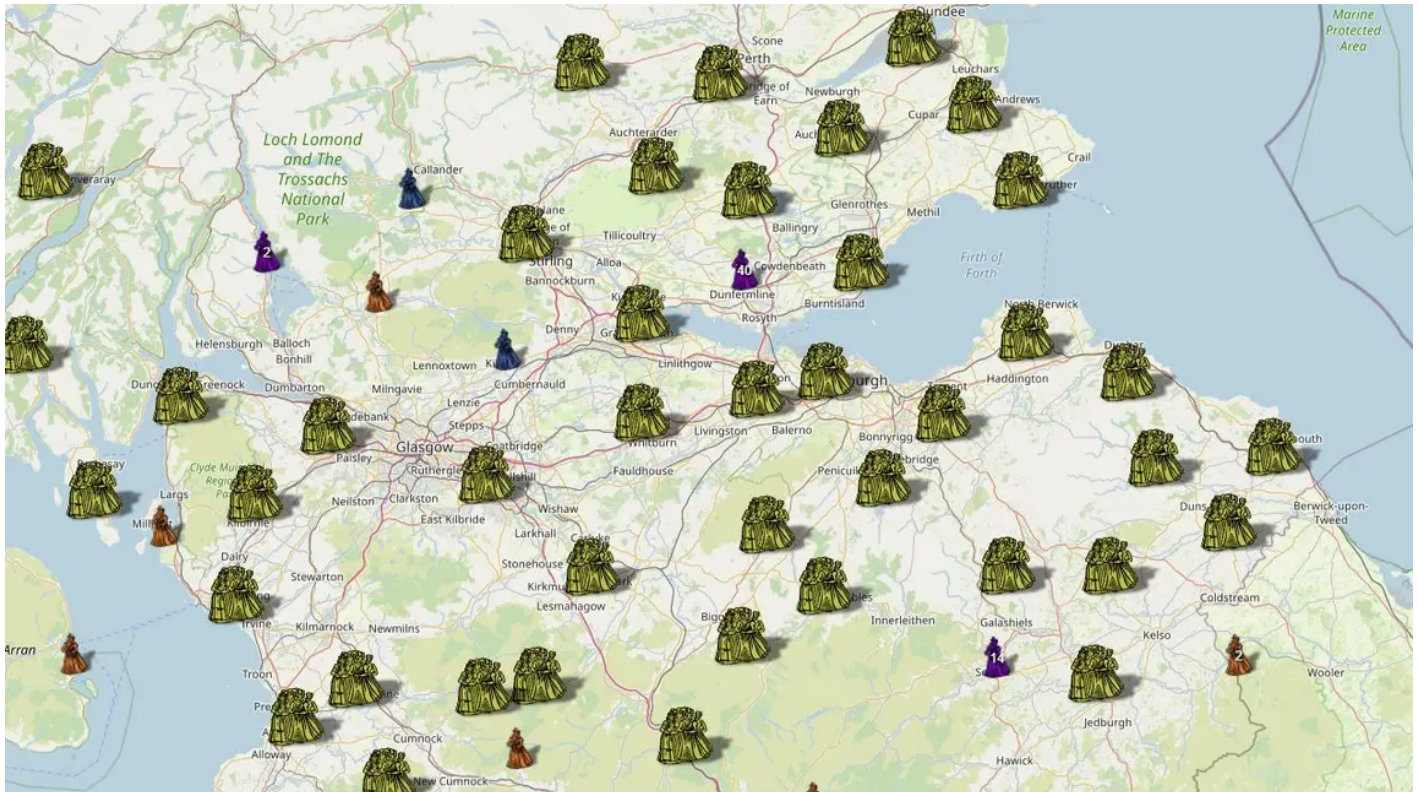 Dundee
Marine
Protected
Area
Scone
Perth
Leuchars
Newburgh
Earn
Andrews
Cupar
Auchterarder
Loch Lomond
and The
Trossachs
National
Park
Crail
Callander
Glenrothes
Methil
Ballingry
Tillicoultry
2
Stirling
Alloa
40
Cowdenbeath
Firth of
Forth
Bannockburn
Dunfermline
Burntisland
North Berwick
Rosyth
Denny
Helensburgh
Balloch
Bonhill
Linlithgow
Lennoxtown
Dumbarton
Milngavie
Cumbernauld
Haddington
Lenzie
Stepps
Glasgow
Coatbridge
Whitburn
Livingston
Balerno
Bonnyrigg
Paisley
Fauldhouse
Largs
Neilston
Clarkston
Wishaw
East Kilbride
Berwick-upon-
Tweed
Larkhall
Dalry
Stonehouse
Stewarton
Lesmahagow
Coldstream
Irvine
Kilmarnock
Newmilns
Innerleithen
Galashiels
Kelso
Arran
14
2
Troon
Wooler
Jedburgh
Cumnock
Alloway
Hawick
New Cumnock